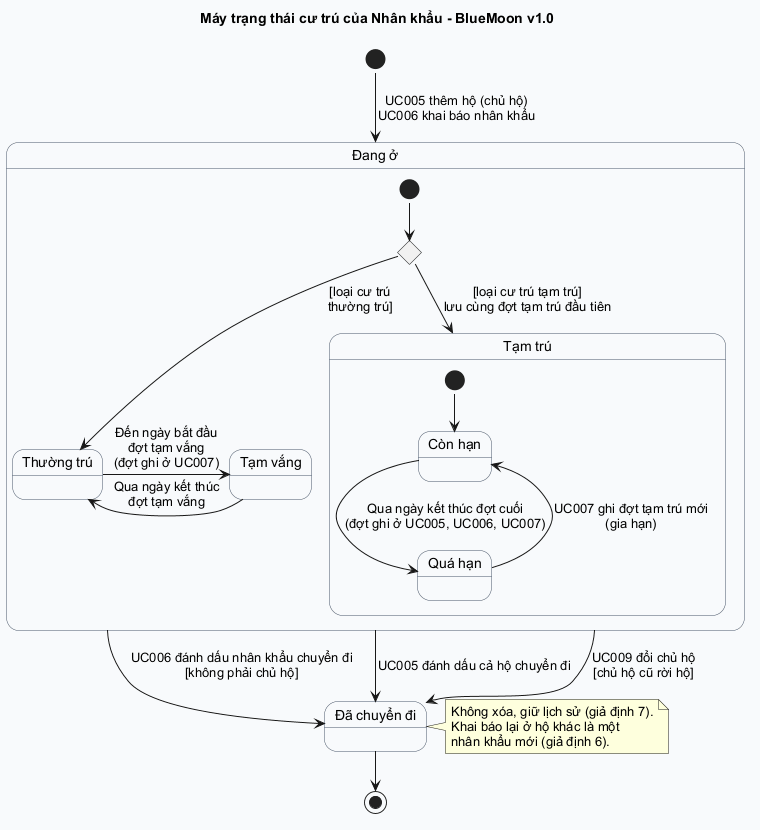 Máy trạng thái cư trú của Nhân khẩu - BlueMoon v1.0
UC005 thêm hộ (chủ hộ)
UC006 khai báo nhân khẩu
Đang ở
[loại cư trú
thường trú]
[loại cư trú tạm trú]
lưu cùng đợt tạm trú đầu tiên
Tạm trú
Đến ngày bắt đầu
đợt tạm vắng
(đợt ghi ở UC007)
Thường trú
Tạm vắng
Qua ngày kết thúc
đợt tạm vắng
Còn hạn
Qua ngày kết thúc đợt cuối
(đợt ghi ở UC005, UC006, UC007)
UC007 ghi đợt tạm trú mới
(gia hạn)
Quá hạn
UC006 đánh dấu nhân khẩu chuyển đi
[không phải chủ hộ]
UC005 đánh dấu cả hộ chuyển đi
UC009 đổi chủ hộ
[chủ hộ cũ rời hộ]
Đã chuyển đi
Không xóa, giữ lịch sử (giả định 7).
Khai báo lại ở hộ khác là một
nhân khẩu mới (giả định 6).